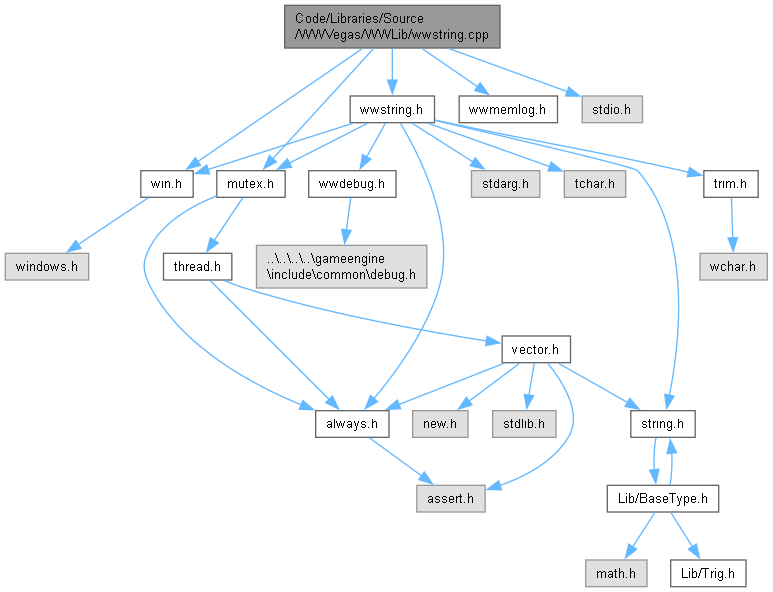 Code/Libraries/Source
/WWVegas/WWLib/wwstring.cpp
wwstring.h
wwmemlog.h
stdio.h
win.h
mutex.h
wwdebug.h
stdarg.h
tchar.h
trim.h
windows.h
thread.h
..\..\..\..\gameengine
\include\common\debug.h
wchar.h
vector.h
always.h
new.h
stdlib.h
string.h
assert.h
Lib/BaseType.h
math.h
Lib/Trig.h